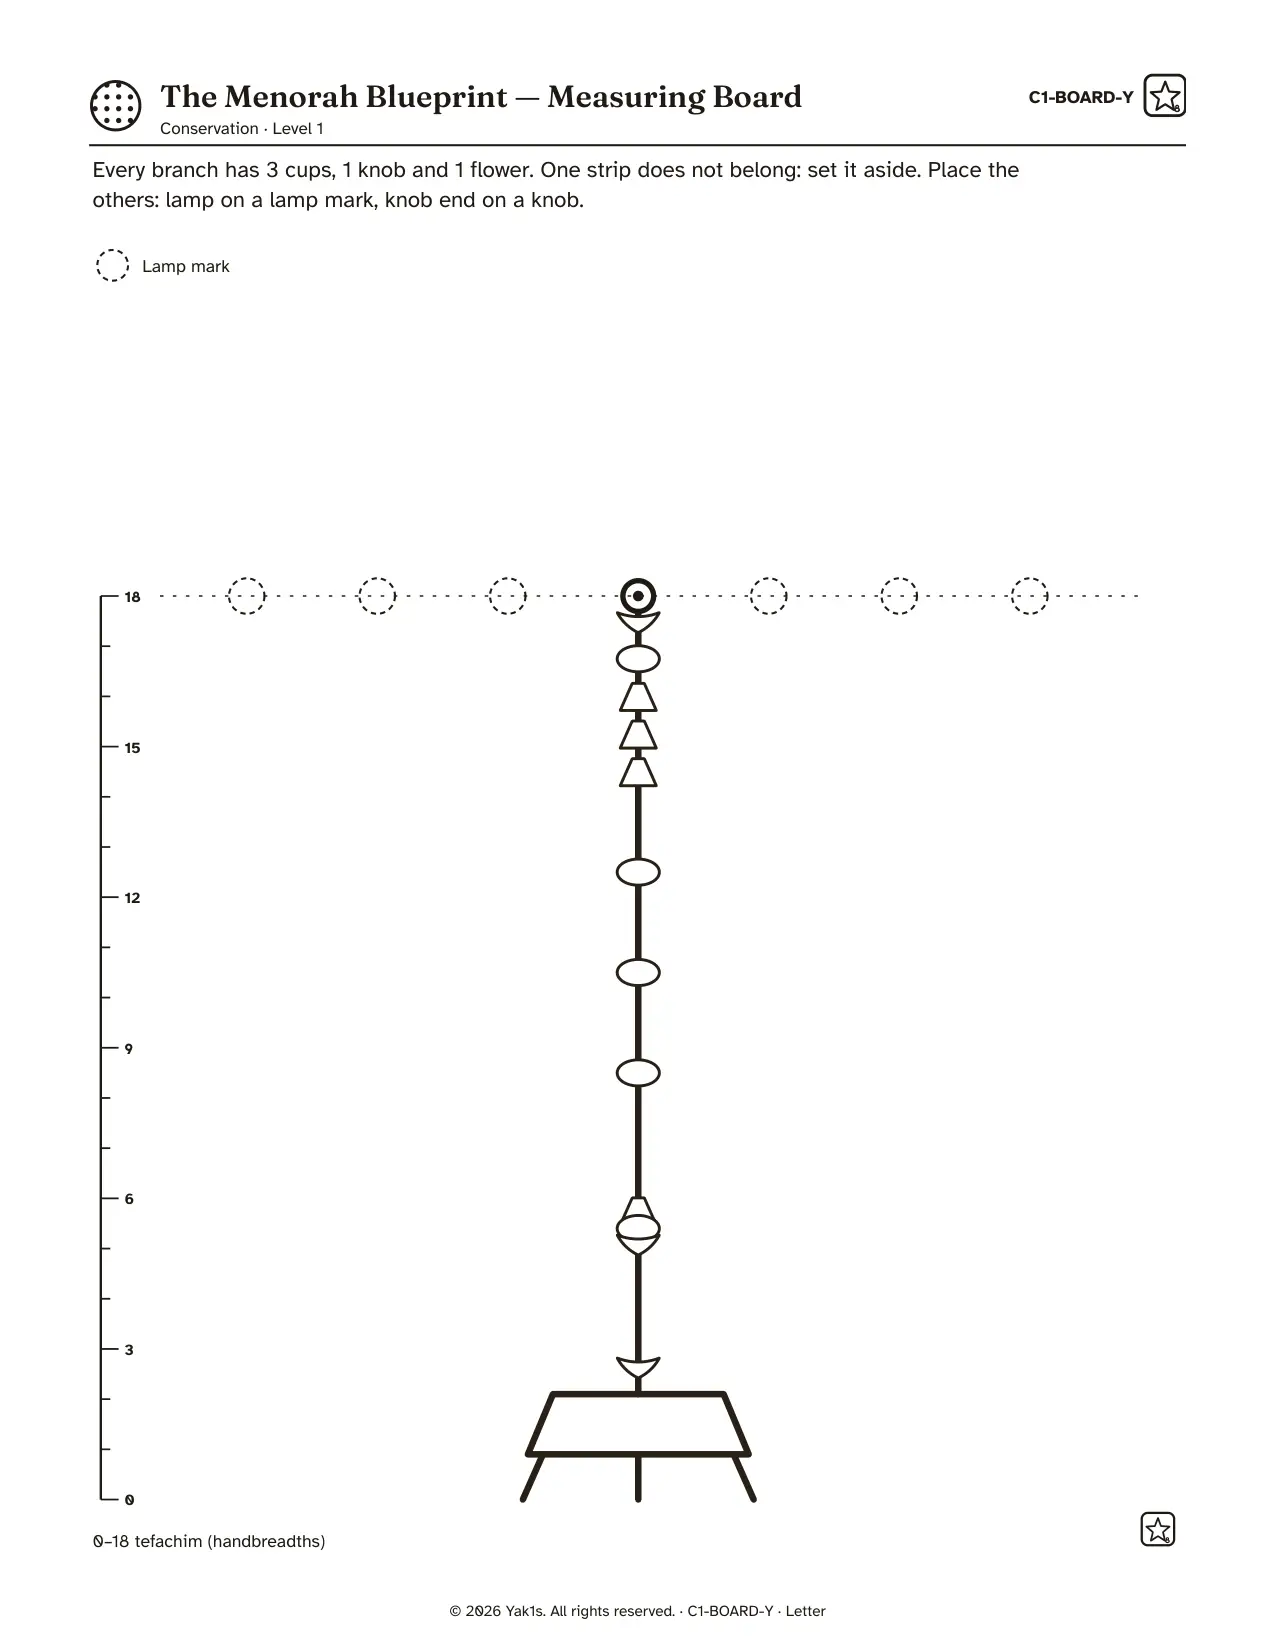 The Menorah Blueprint — Measuring Board
C1-BOARD-Y
Conservation · Level 1
Every branch has 3 cups, 1 knob and 1 flower. One strip does not belong: set it aside. Place the
others: lamp on a lamp mark, knob end on a knob.
Lamp mark
18
15
12
9
6
3
0
0–18 tefachim (handbreadths)
© 2026 Yak1s. All rights reserved. · C1-BOARD-Y · Letter